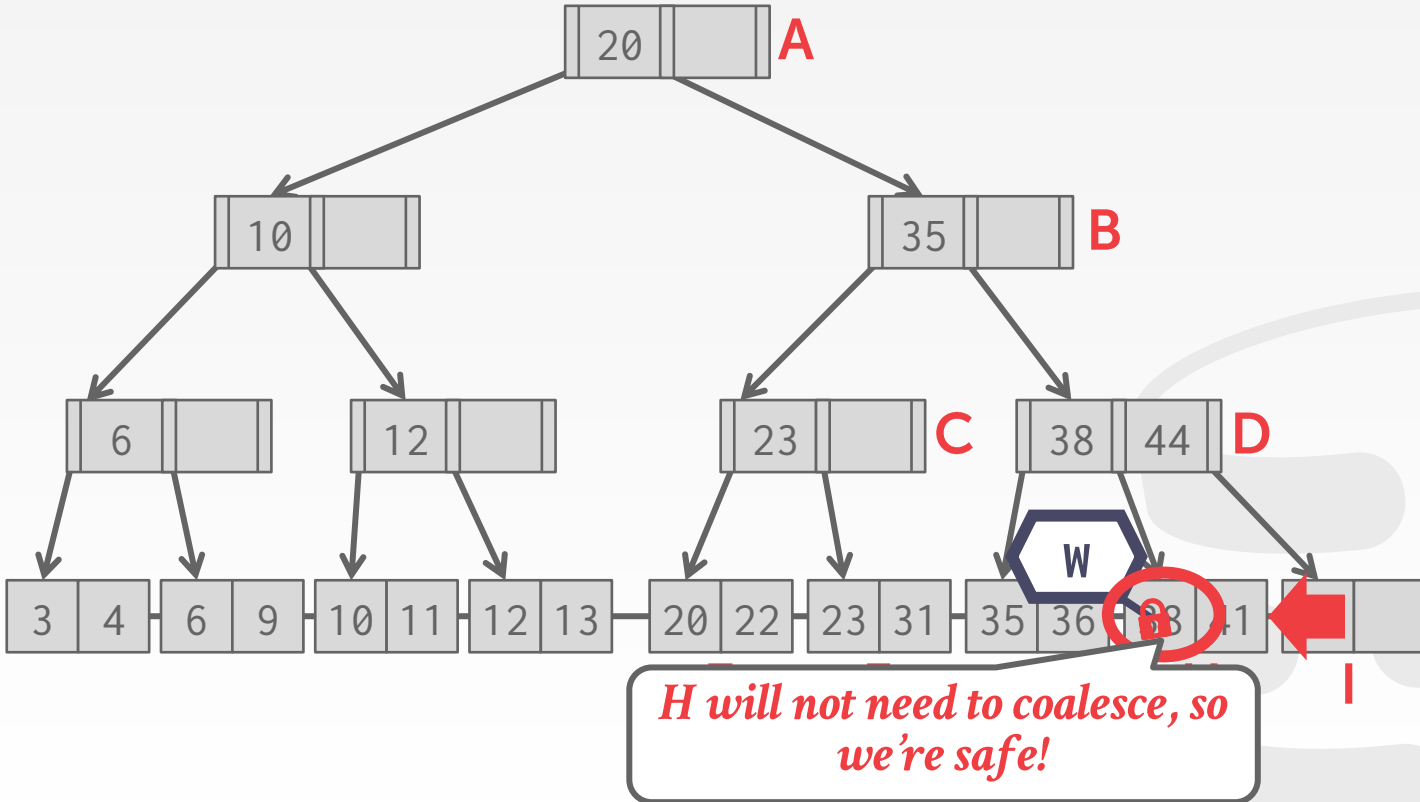 20 A
10 35 B
6 12 23 C 38 44 D
W
3 4 6 9 10 11 12 13 20 22 23 31 35 36 38 41
I
H will not need to coalesce, so
we’re safe!